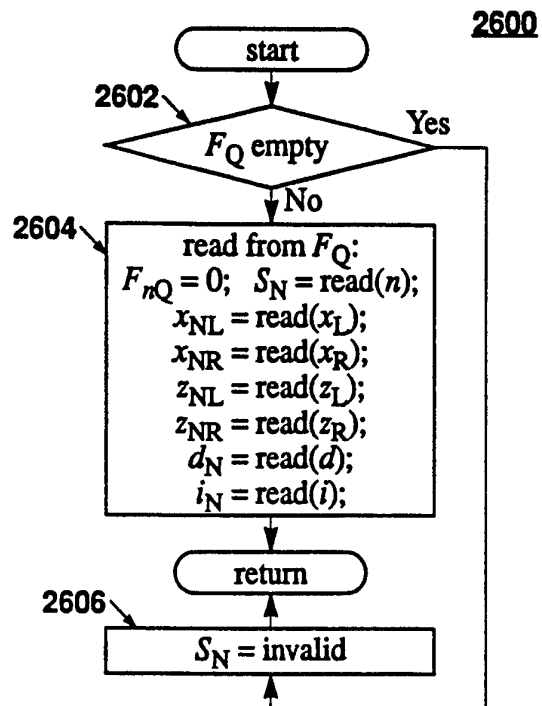 2600
start
2602
Yes
F_Q empty
No
2604
read from F_Q:
F_nQ = 0; S_N = read(n);
x_NL = read(x_L);
x_NR = read(x_R);
z_NL = read(z_L);
z_NR = read(z_R);
d_N = read(d);
i_N = read(i);
return
2606
S_N = invalid